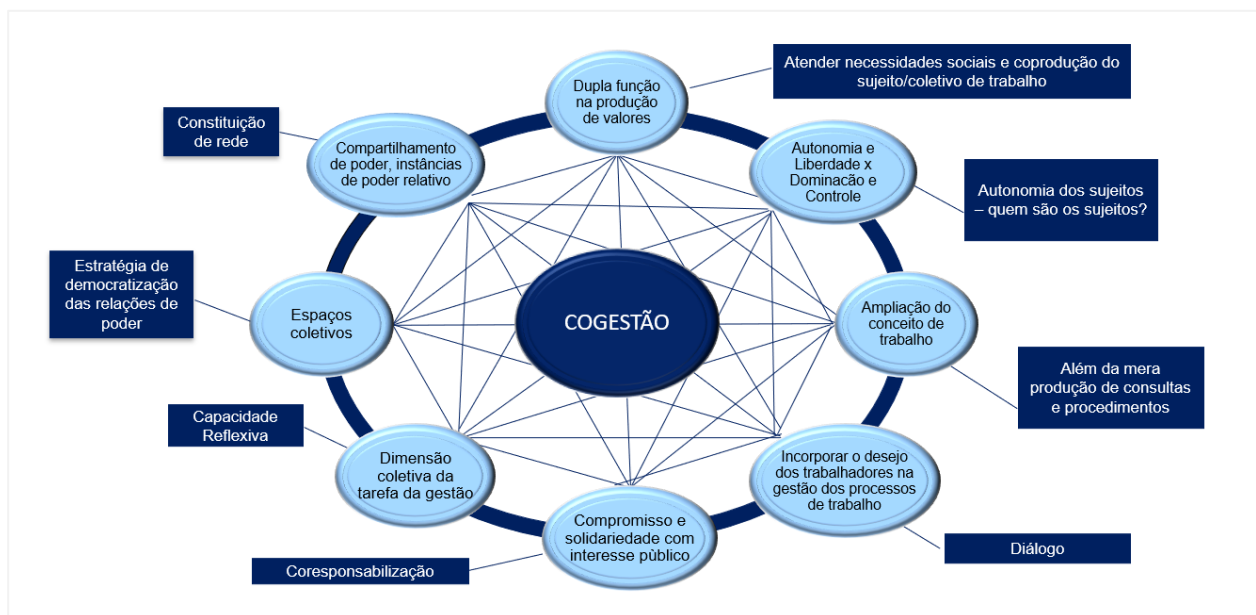 Dupla função
na produção
de valores
Atender necessidades sociais e coprodução do
sujeito/coletivo de trabalho
Constituição
de rede
Compartilhamento
de poder, instâncias
de poder relativo
Autonomia e
Liberdade x
Dominacão e
Controle
Autonomia dos sujeitos
– quem são os sujeitos?
Estratégia de
democratização
das relações de
poder
Espaços
coletivos
COGESTÃO
Ampliação do
conceito de
trabalho
Além da mera
produção de consultas
e procedimentos
Capacidade
Reflexiva
Dimensão
coletiva da
tarefa da gestão
Incorporar o desejo
dos trabalhadores na
gestão dos processos
de trabalho
Compromisso e
solidariedade com
interesse pùblico
Diálogo
Coresponsabilização